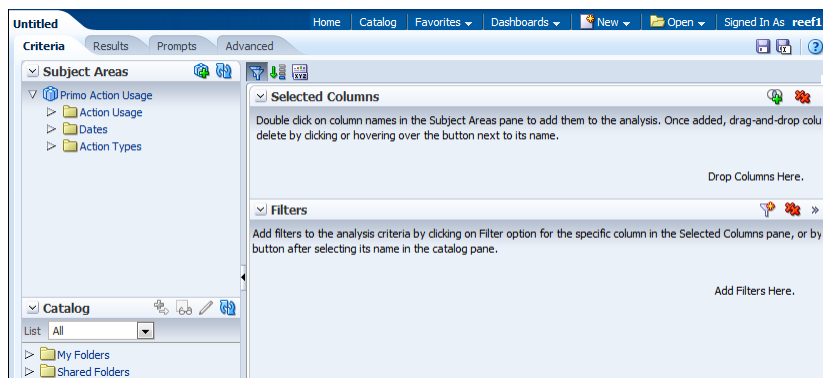 Untitled
Home Catalog Favorites Dashboards New Open Signed In As reef1
Criteria Results Prompts Advanced
Subject Areas
Primo Action Usage
Action Usage
Dates
Action Types
Selected Columns
Double click on column names in the Subject Areas pane to add them to the analysis. Once added, drag-and-drop colu
delete by clicking or hovering over the button next to its name.
Drop Columns Here.
Filters
Add filters to the analysis criteria by clicking on Filter option for the specific column in the Selected Columns pane, or by
button after selecting its name in the catalog pane.
Add Filters Here.
Catalog
List All
My Folders
Shared Folders